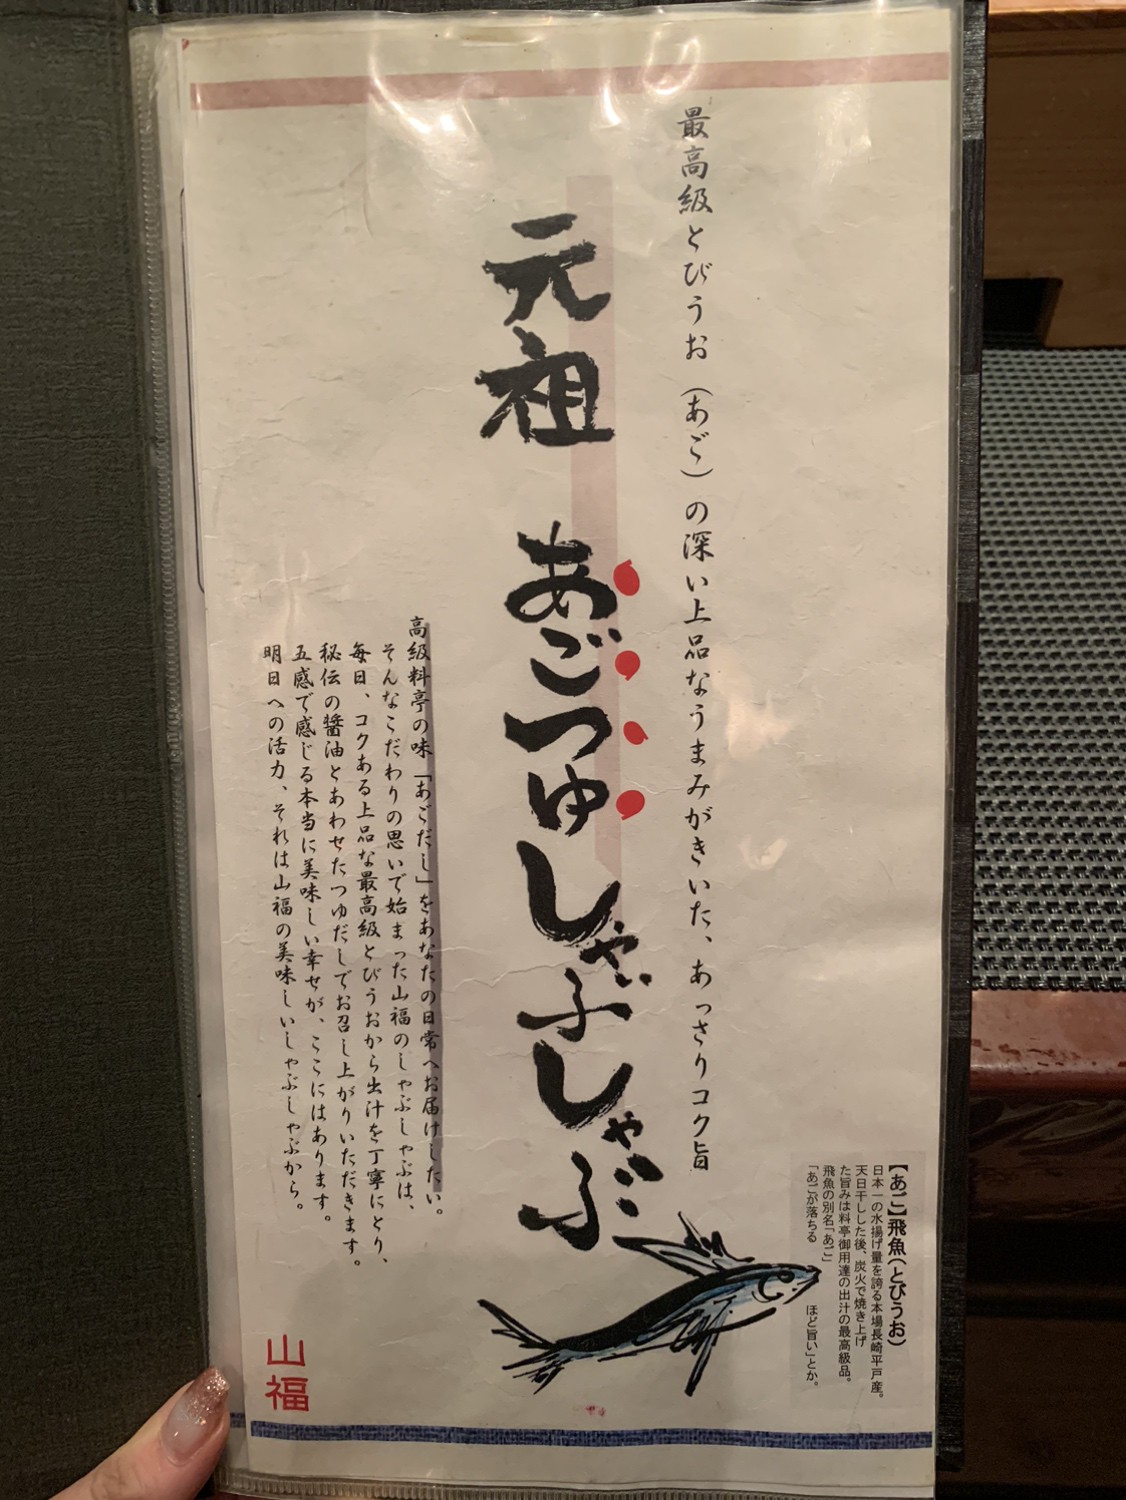 最高級とびうお（あご）の深い上品なうまみがきいた、あっさりコク旨
元祖 あごつゆしゃぶしゃぶ
高級料亭の味「あごだし」をあなたの日常へお届けしたい。
そんなこだわりの思いで始まった山福のしゃぶしゃぶは、
毎日、コクある上品な最高級とびうおから出汁を丁寧にとり、
秘伝の醤油とあわせたつゆだしでお召し上がりいただきます。
五感で感じる本当に美味しい幸せが、ここにはあります。
明日への活力、それは山福の美味しいしゃぶしゃぶから。
【あご】飛魚（とびうお）
日本一の水揚げ量を誇る本場長崎平戸産。
天日干しした後、炭火で焼き上げ
た旨みは料亭御用達の出汁の最高級品。
飛魚の別名「あご」
「あごが落ちる ほど旨い」とか。
山福